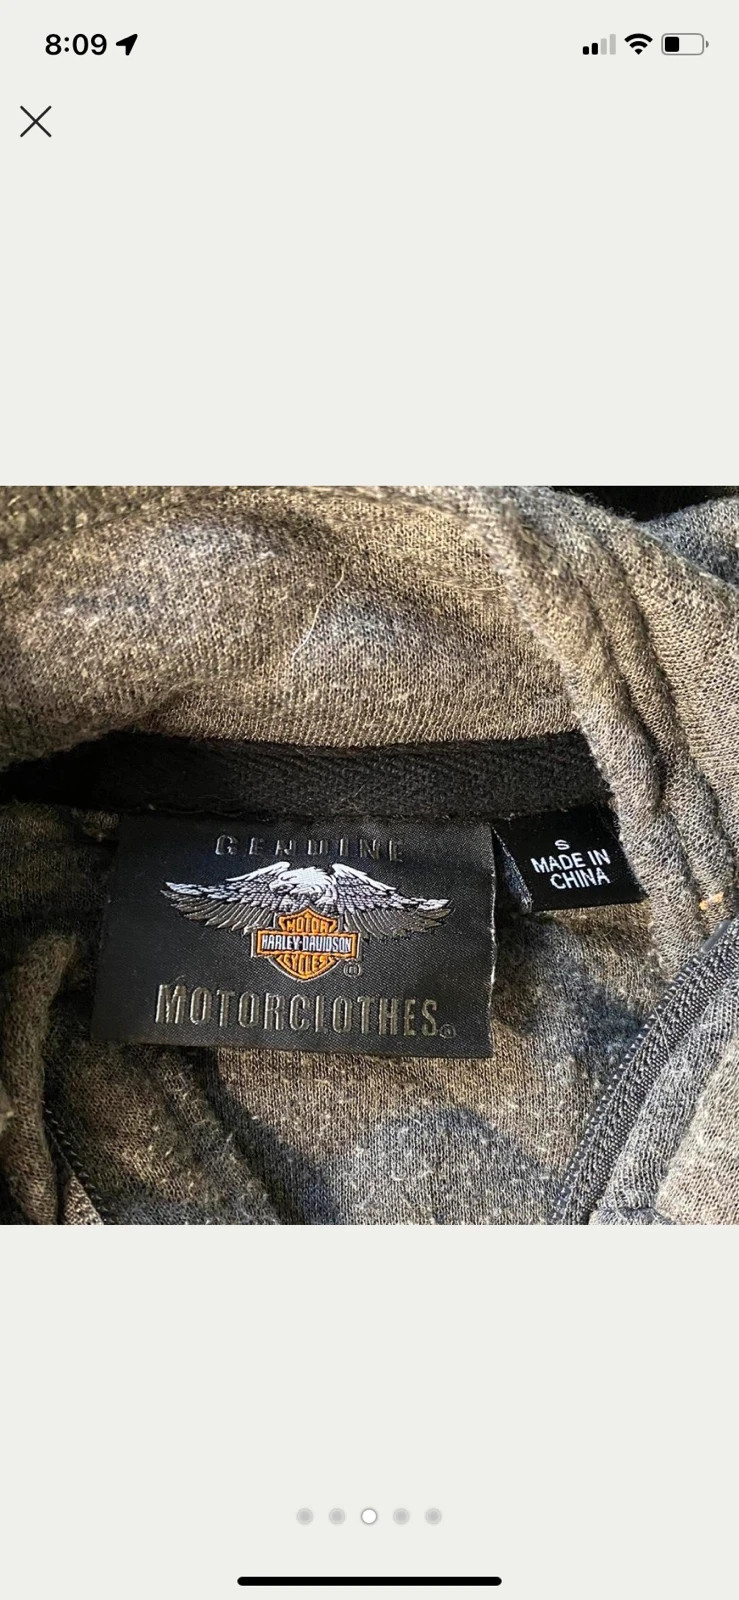 8:09
GENUINE
MOTOR
HARLEY-DAVIDSON
CYCLES
®
MOTORCLOTHES®
S
MADE IN
CHINA